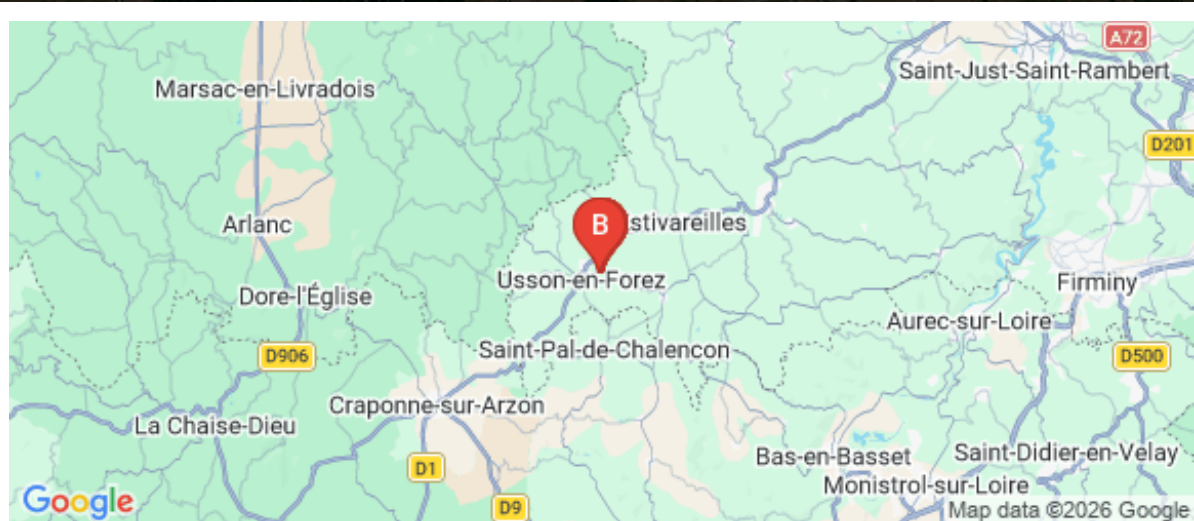 A72
Saint-Just-Saint-Rambert
Marsac-en-Livradois
D201
B
Arlanc
stivareilles
Usson-en-Forez
Firminy
Dore-l'Église
Aurec-sur-Loire
Saint-Pal-de-Chalencon
D906
D500
Craponne-sur-Arzon
La Chaise-Dieu
Bas-en-Basset
Saint-Didier-en-Velay
D1
Monistrol-sur-Loire
D9
Google
Map data ©2026 Google